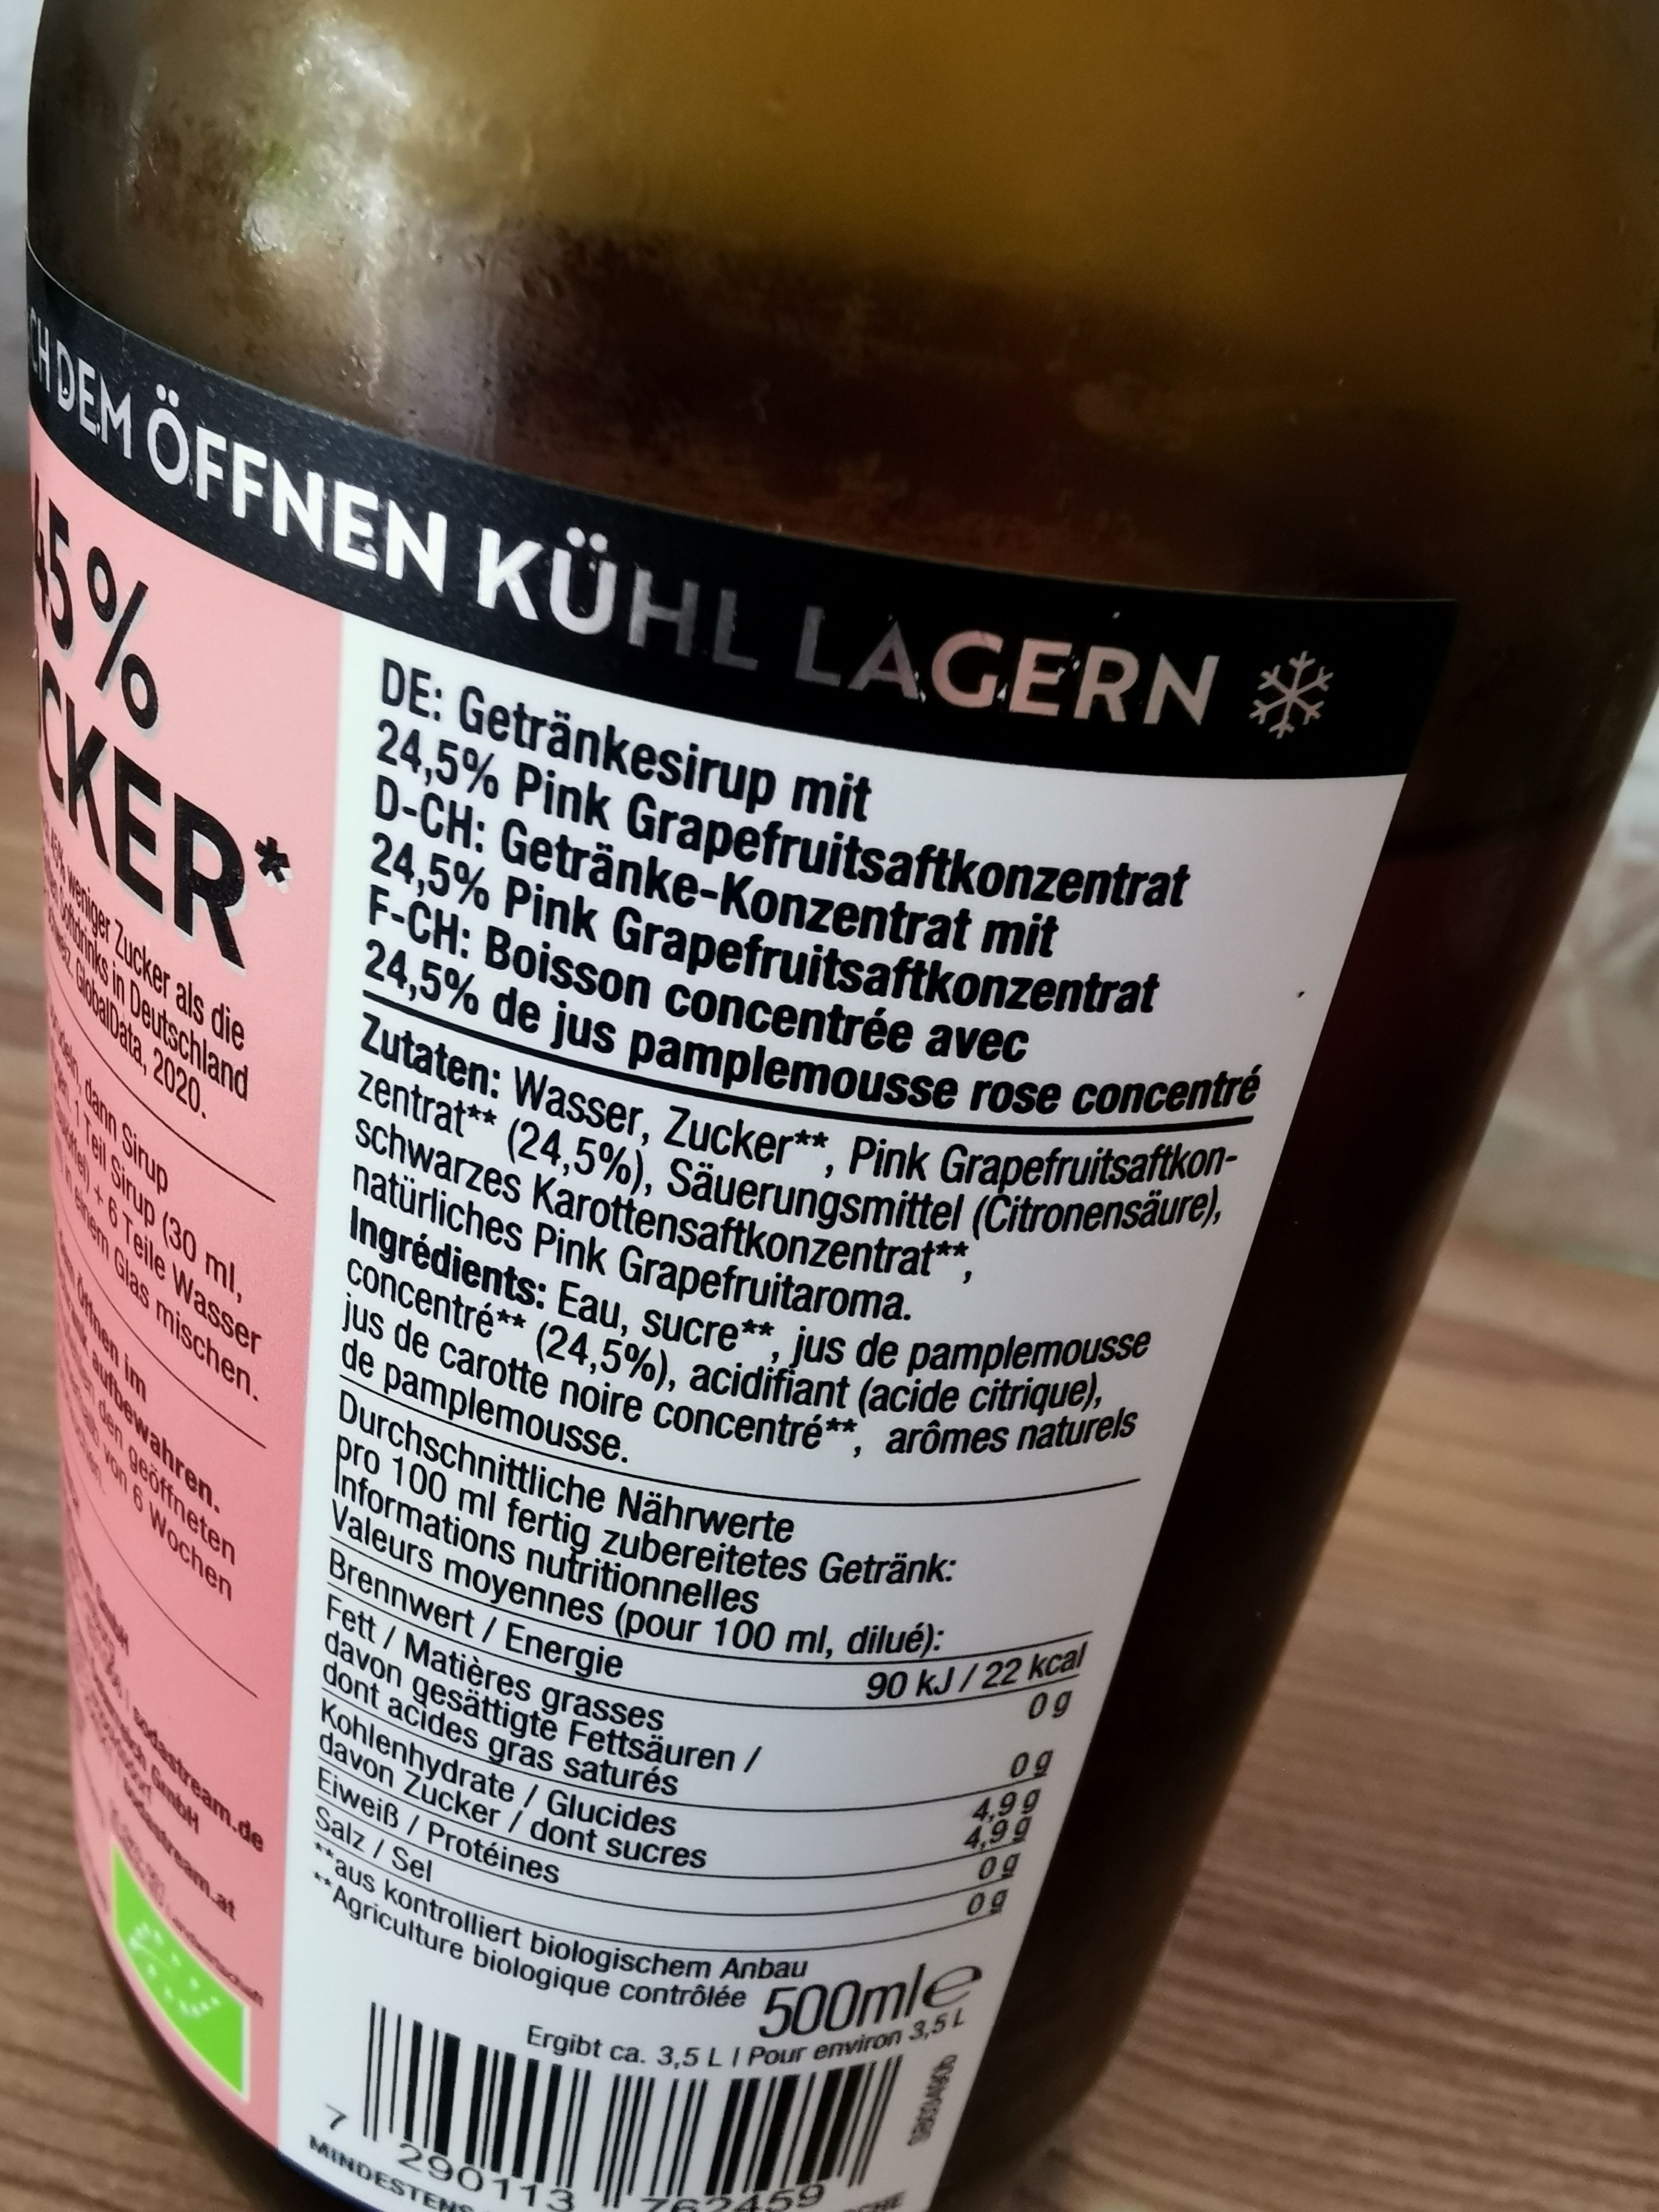 CH DEM ÖFFNEN KÜHL LAGERN
45 %
CKER*
45% weniger Zucker als die
Softdrinks in Deutschland
GlobalData, 2020.
dann Sirup
1 Teil Sirup (30 ml,
+ 6 Teile Wasser
in einem Glas mischen.
Öffnen im
aufbewahren.
den geöffneten
von 6 Wochen
sodastream.de
GmbH
sodastream.at
DE: Getränkesirup mit
24,5% Pink Grapefruitsaftkonzentrat
D-CH: Getränke-Konzentrat mit
24,5% Pink Grapefruitsaftkonzentrat
F-CH: Boisson concentrée avec
24,5% de jus pamplemousse rose concentré
Zutaten: Wasser, Zucker**, Pink Grapefruitsaftkon-
zentrat** (24,5%), Säuerungsmittel (Citronensäure),
schwarzes Karottensaftkonzentrat**,
natürliches Pink Grapefruitaroma.
Ingrédients: Eau, sucre**, jus de pamplemousse
concentré** (24,5%), acidifiant (acide citrique),
jus de carotte noire concentré**, arômes naturels
de pamplemousse.
Durchschnittliche Nährwerte
pro 100 ml fertig zubereitetes Getränk:
Informations nutritionnelles
Valeurs moyennes (pour 100 ml, dilué):
Brennwert / Energie 90 kJ / 22 kcal
Fett / Matières grasses 0 g
davon gesättigte Fettsäuren /
dont acides gras saturés 0 g
Kohlenhydrate / Glucides 4,9 g
davon Zucker / dont sucres 4,9 g
Eiweiß / Protéines 0 g
Salz / Sel 0 g
**aus kontrolliert biologischem Anbau
**Agriculture biologique contrôlée
500ml e
Ergibt ca. 3,5 L | Pour environ 3,5 L
7 290113 762459
MINDESTENS